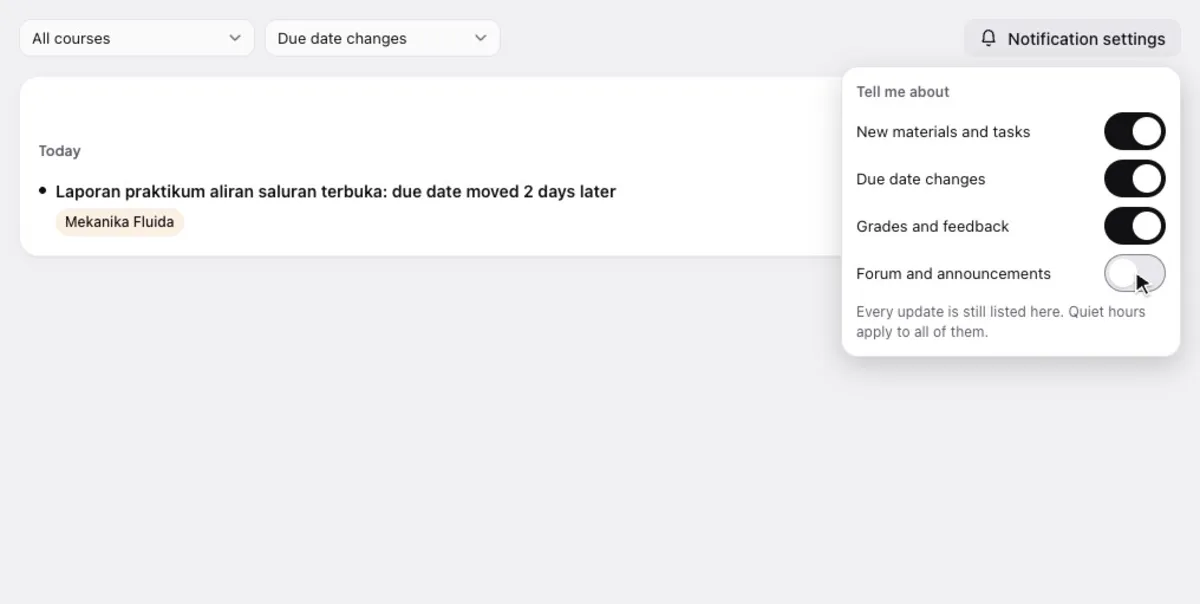 All courses
Due date changes
Notification settings
Tell me about
New materials and tasks
Due date changes
Grades and feedback
Forum and announcements
Every update is still listed here. Quiet hours
apply to all of them.
Today
Laporan praktikum aliran saluran terbuka: due date moved 2 days later
Mekanika Fluida